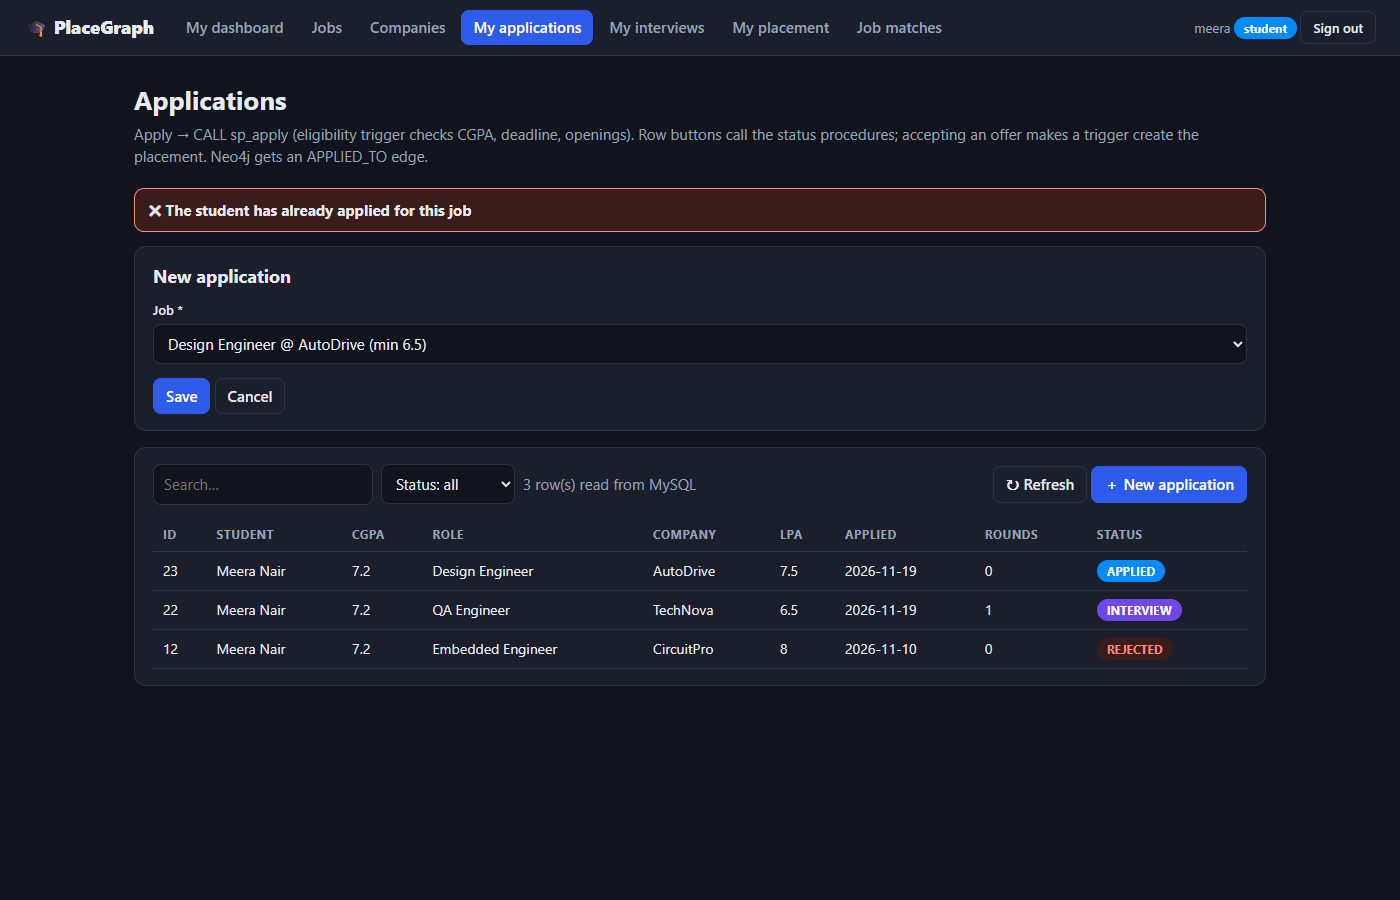 PlaceGraph My dashboard Jobs Companies My applications My interviews My placement Job matches meera student Sign out
Applications
Apply → CALL sp_apply (eligibility trigger checks CGPA, deadline, openings). Row buttons call the status procedures; accepting an offer makes a trigger create the
placement. Neo4j gets an APPLIED_TO edge.
❌ The student has already applied for this job
New application
Job *
Design Engineer @ AutoDrive (min 6.5)
Save Cancel
Search... Status: all 3 row(s) read from MySQL ↻ Refresh + New application
ID STUDENT CGPA ROLE COMPANY LPA APPLIED ROUNDS STATUS
23 Meera Nair 7.2 Design Engineer AutoDrive 7.5 2026-11-19 0 APPLIED
22 Meera Nair 7.2 QA Engineer TechNova 6.5 2026-11-19 1 INTERVIEW
12 Meera Nair 7.2 Embedded Engineer CircuitPro 8 2026-11-10 0 REJECTED